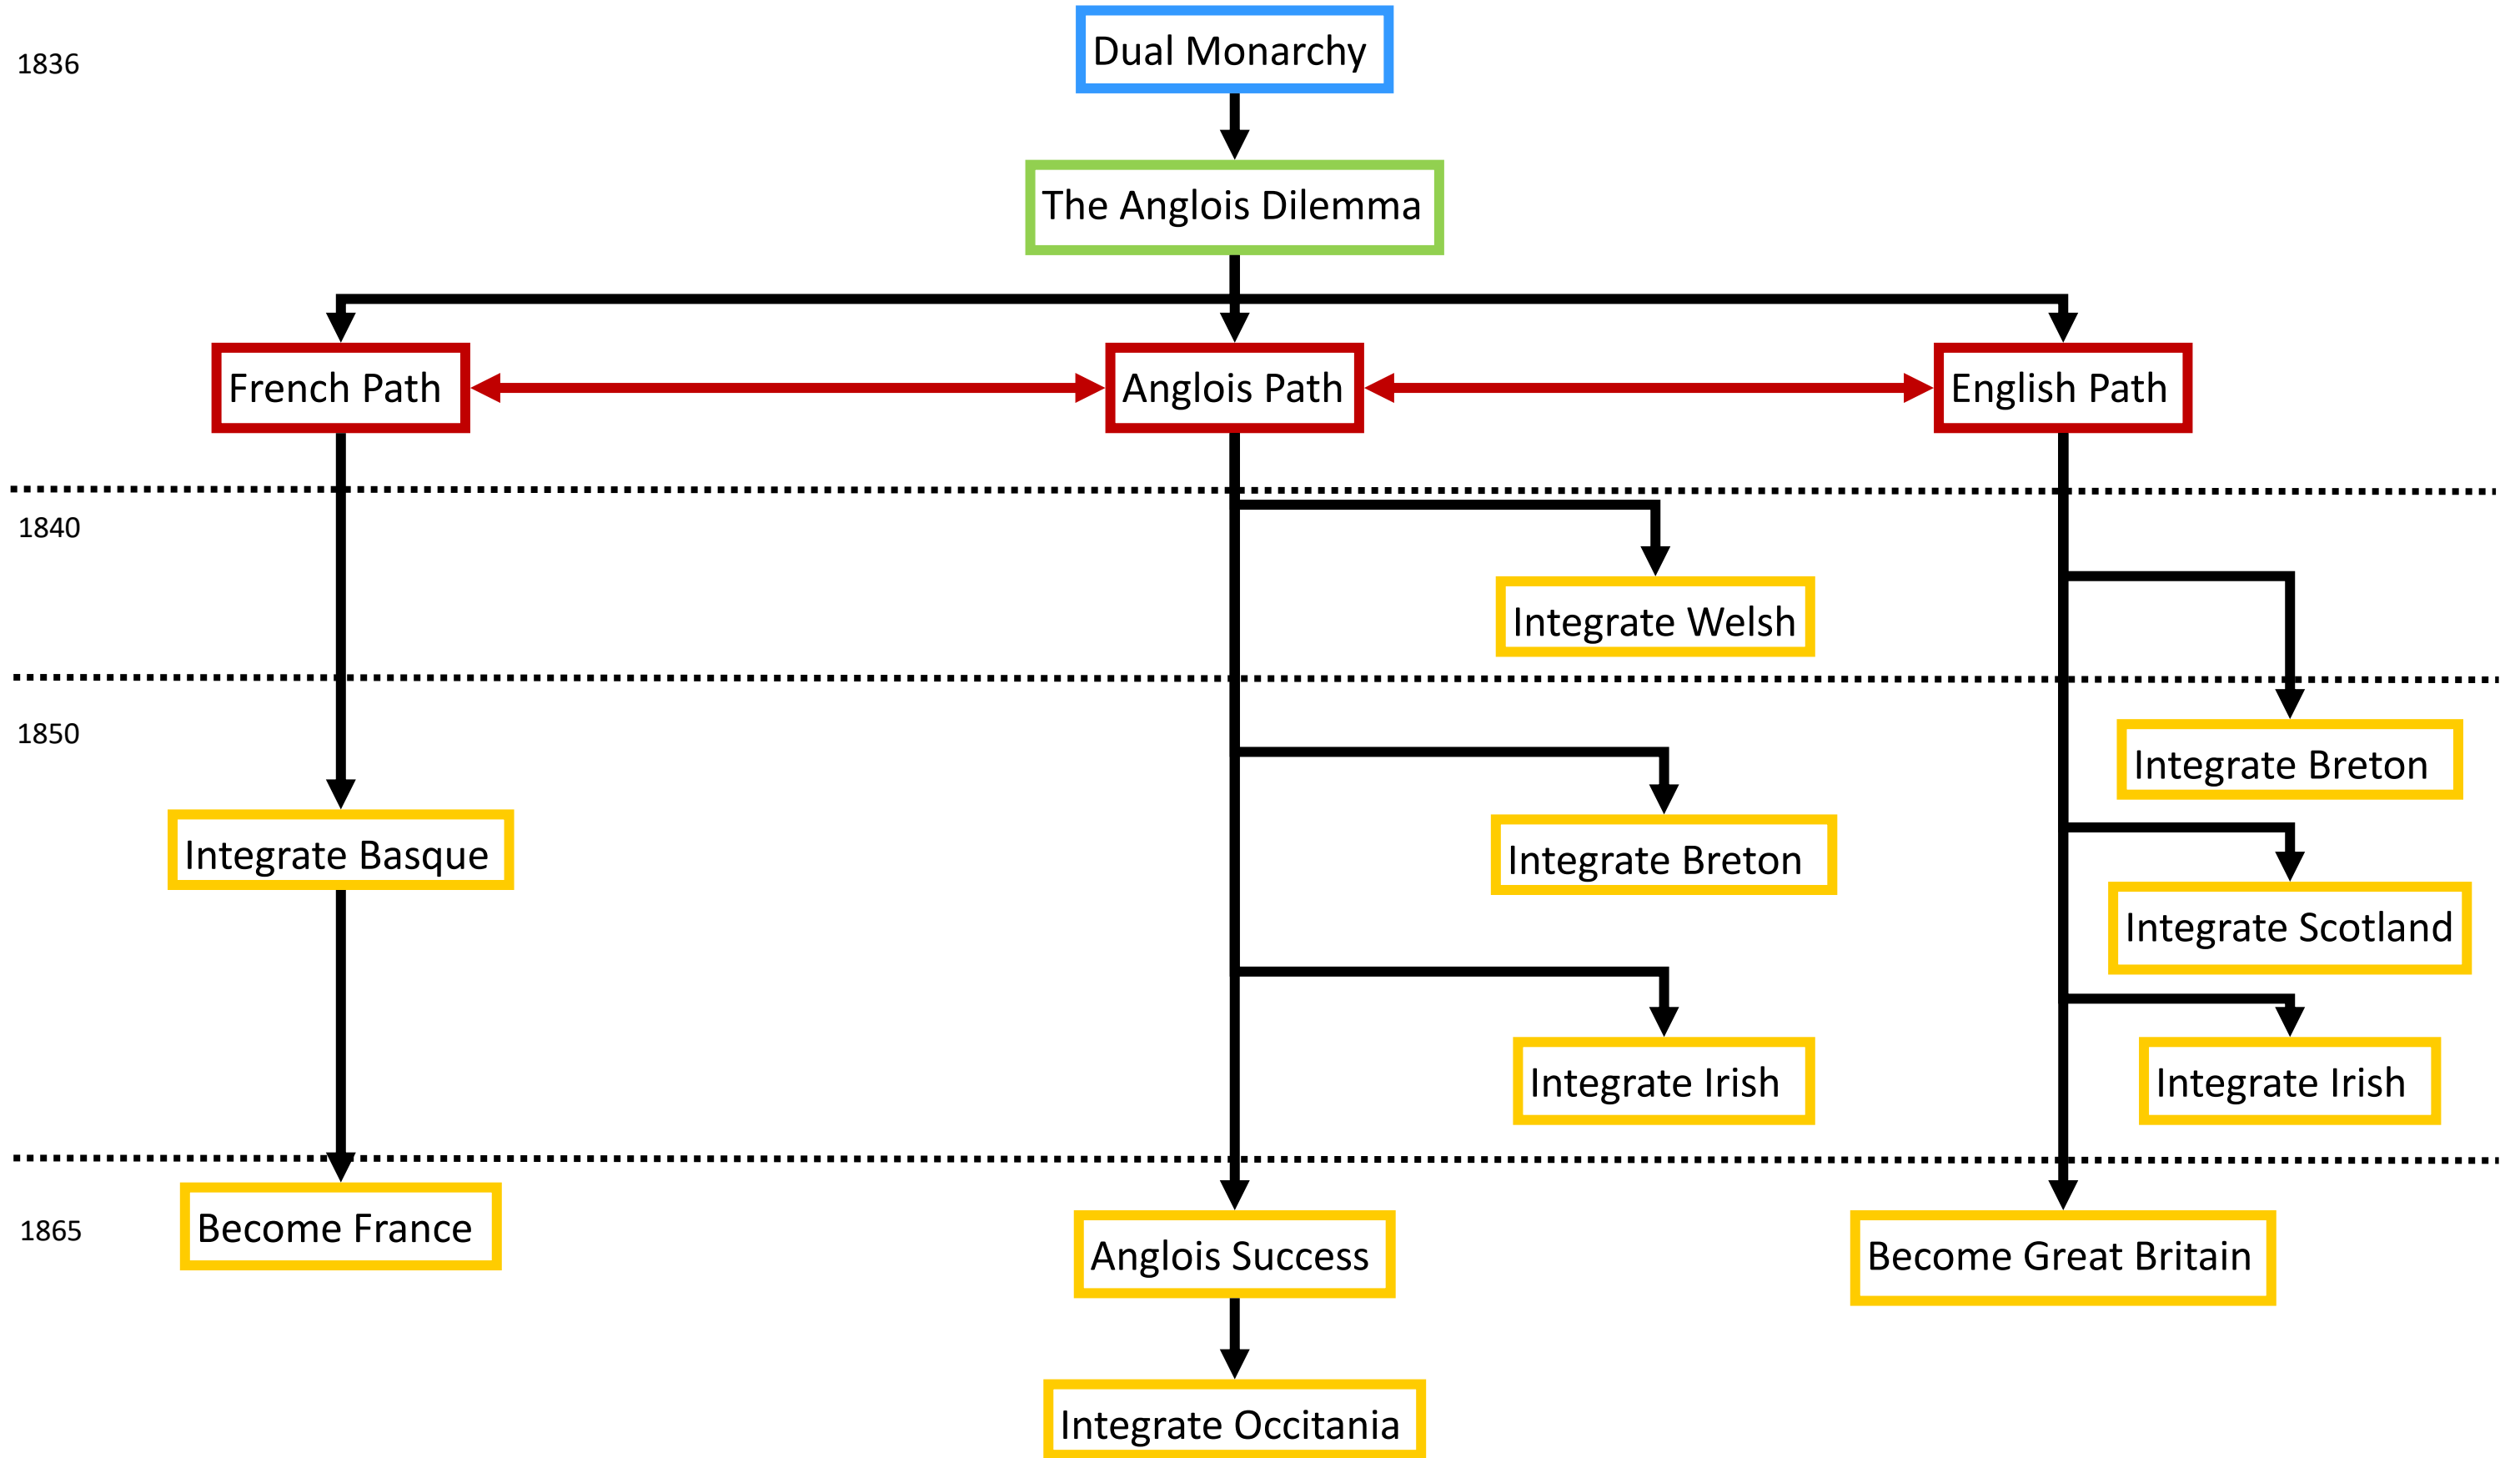 Dual Monarchy
1836
The Anglois Dilemma
French Path
Anglois Path
English Path
1840
Integrate Welsh
1850
Integrate Breton
Integrate Basque
Integrate Breton
Integrate Scotland
Integrate Irish
Integrate Irish
1865
Become France
Anglois Success
Become Great Britain
Integrate Occitania